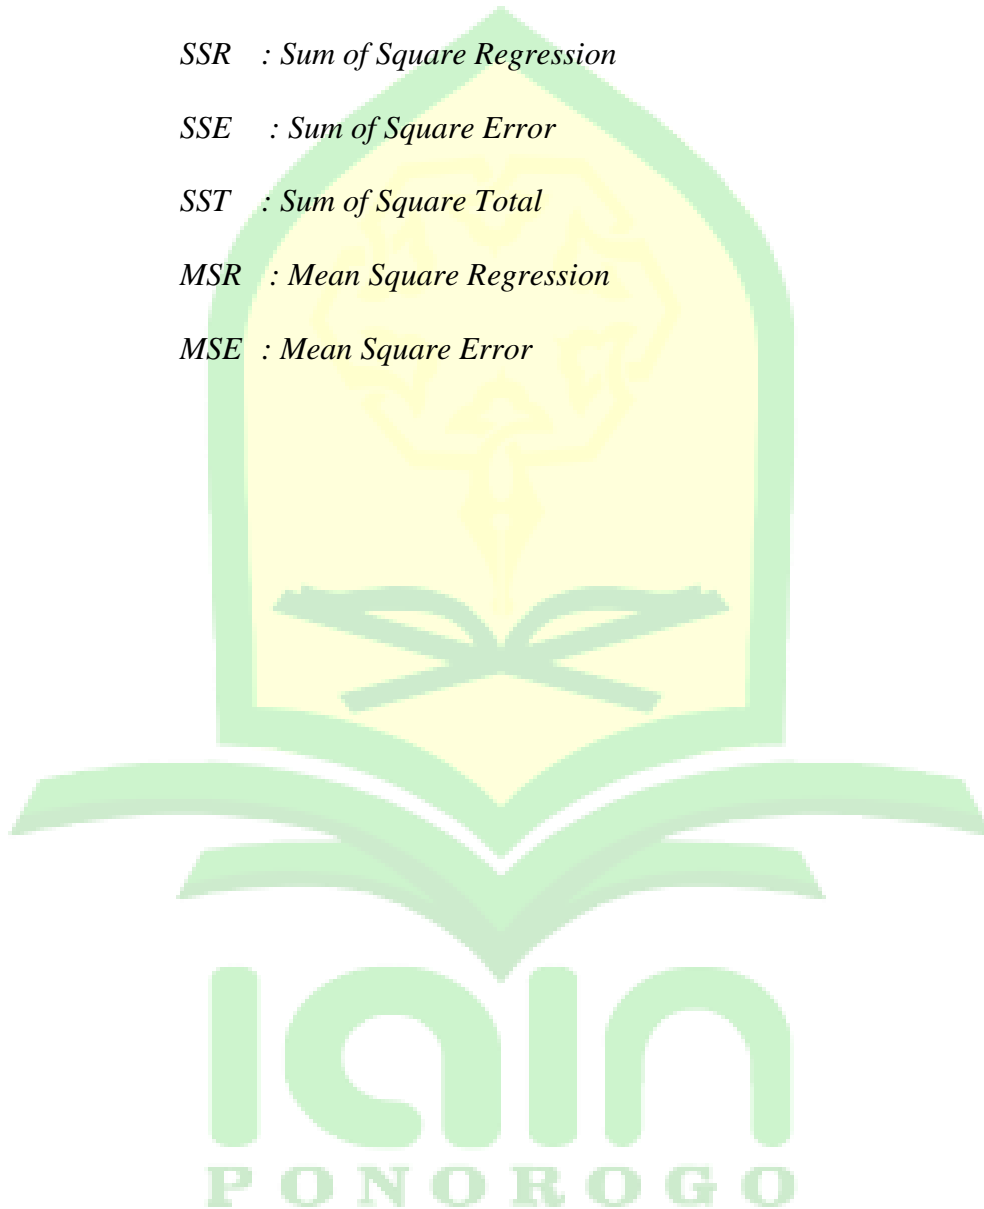 SSR : Sum of Square Regression
SSE : Sum of Square Error
SST : Sum of Square Total
MSR : Mean Square Regression
MSE : Mean Square Error
IAIN
PONOROGO